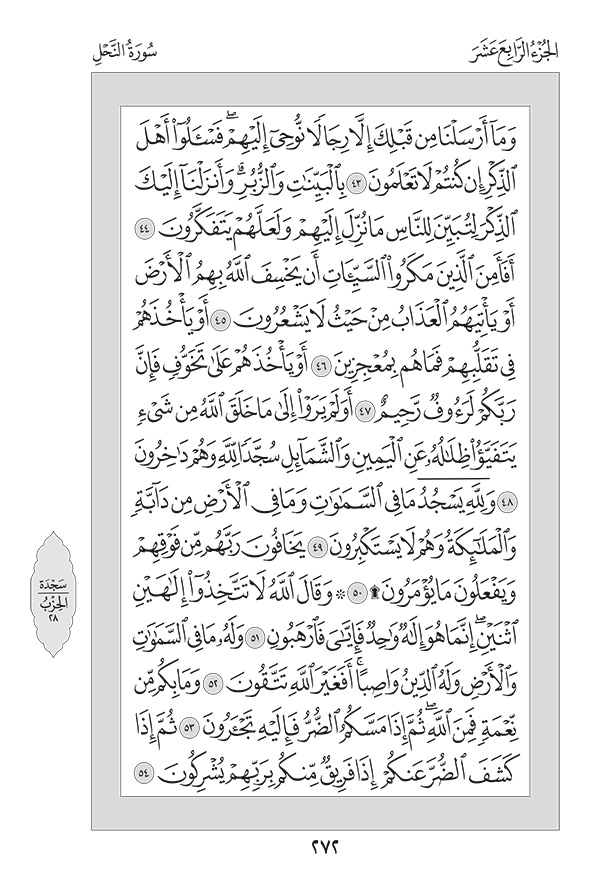 الجُزْءُ الرَّابِعَ عَشَرَ
سُورَةُ النَّحْلِ
وَمَآ أَرْسَلْنَا مِن قَبْلِكَ إِلَّا رِجَالًا نُّوحِىٓ إِلَيْهِمْ ۖ فَسْـَٔلُوٓا۟ أَهْلَ
ٱلذِّكْرِ إِن كُنتُمْ لَا تَعْلَمُونَ ٤٣ بِٱلْبَيِّنَـٰتِ وَٱلزُّبُرِ ۗ وَأَنزَلْنَآ إِلَيْكَ
ٱلذِّكْرَ لِتُبَيِّنَ لِلنَّاسِ مَا نُزِّلَ إِلَيْهِمْ وَلَعَلَّهُمْ يَتَفَكَّرُونَ ٤٤
أَفَأَمِنَ ٱلَّذِينَ مَكَرُوا۟ ٱلسَّيِّـَٔاتِ أَن يَخْسِفَ ٱللَّهُ بِهِمُ ٱلْأَرْضَ
أَوْ يَأْتِيَهُمُ ٱلْعَذَابُ مِنْ حَيْثُ لَا يَشْعُرُونَ ٤٥ أَوْ يَأْخُذَهُمْ
فِى تَقَلُّبِهِمْ فَمَا هُم بِمُعْجِزِينَ ٤٦ أَوْ يَأْخُذَهُمْ عَلَىٰ تَخَوُّفٍ فَإِنَّ
رَبَّكُمْ لَرَءُوفٌ رَّحِيمٌ ٤٧ أَوَلَمْ يَرَوْا۟ إِلَىٰ مَا خَلَقَ ٱللَّهُ مِن شَىْءٍ
يَتَفَيَّؤُا۟ ظِلَـٰلُهُۥ عَنِ ٱلْيَمِينِ وَٱلشَّمَآئِلِ سُجَّدًا لِّلَّهِ وَهُمْ دَٰخِرُونَ
٤٨ وَلِلَّهِ يَسْجُدُ مَا فِى ٱلسَّمَـٰوَٰتِ وَمَا فِى ٱلْأَرْضِ مِن دَآبَّةٍ
وَٱلْمَلَـٰٓئِكَةُ وَهُمْ لَا يَسْتَكْبِرُونَ ٤٩ يَخَافُونَ رَبَّهُم مِّن فَوْقِهِمْ
وَيَفْعَلُونَ مَا يُؤْمَرُونَ ۩ ٥٠ ۞ وَقَالَ ٱللَّهُ لَا تَتَّخِذُوٓا۟ إِلَـٰهَيْنِ
ٱثْنَيْنِ ۖ إِنَّمَا هُوَ إِلَـٰهٌ وَٰحِدٌ ۖ فَإِيَّـٰىَ فَٱرْهَبُونِ ٥١ وَلَهُۥ مَا فِى ٱلسَّمَـٰوَٰتِ
وَٱلْأَرْضِ وَلَهُ ٱلدِّينُ وَاصِبًا ۚ أَفَغَيْرَ ٱللَّهِ تَتَّقُونَ ٥٢ وَمَا بِكُم مِّن
نِّعْمَةٍ فَمِنَ ٱللَّهِ ۖ ثُمَّ إِذَا مَسَّكُمُ ٱلضُّرُّ فَإِلَيْهِ تَجْـَٔرُونَ ٥٣ ثُمَّ إِذَا
كَشَفَ ٱلضُّرَّ عَنكُمْ إِذَا فَرِيقٌ مِّنكُم بِرَبِّهِمْ يُشْرِكُونَ ٥٤
سَجْدَة
الحِزْبُ
٢٨
٢٧٢